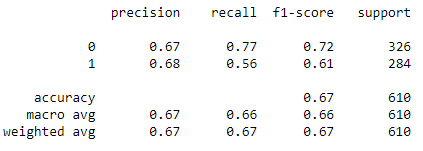 precision recall f1-score support
0 0.67 0.77 0.72 326
1 0.68 0.56 0.61 284
accuracy 0.67 610
macro avg 0.67 0.66 0.66 610
weighted avg 0.67 0.67 0.67 610